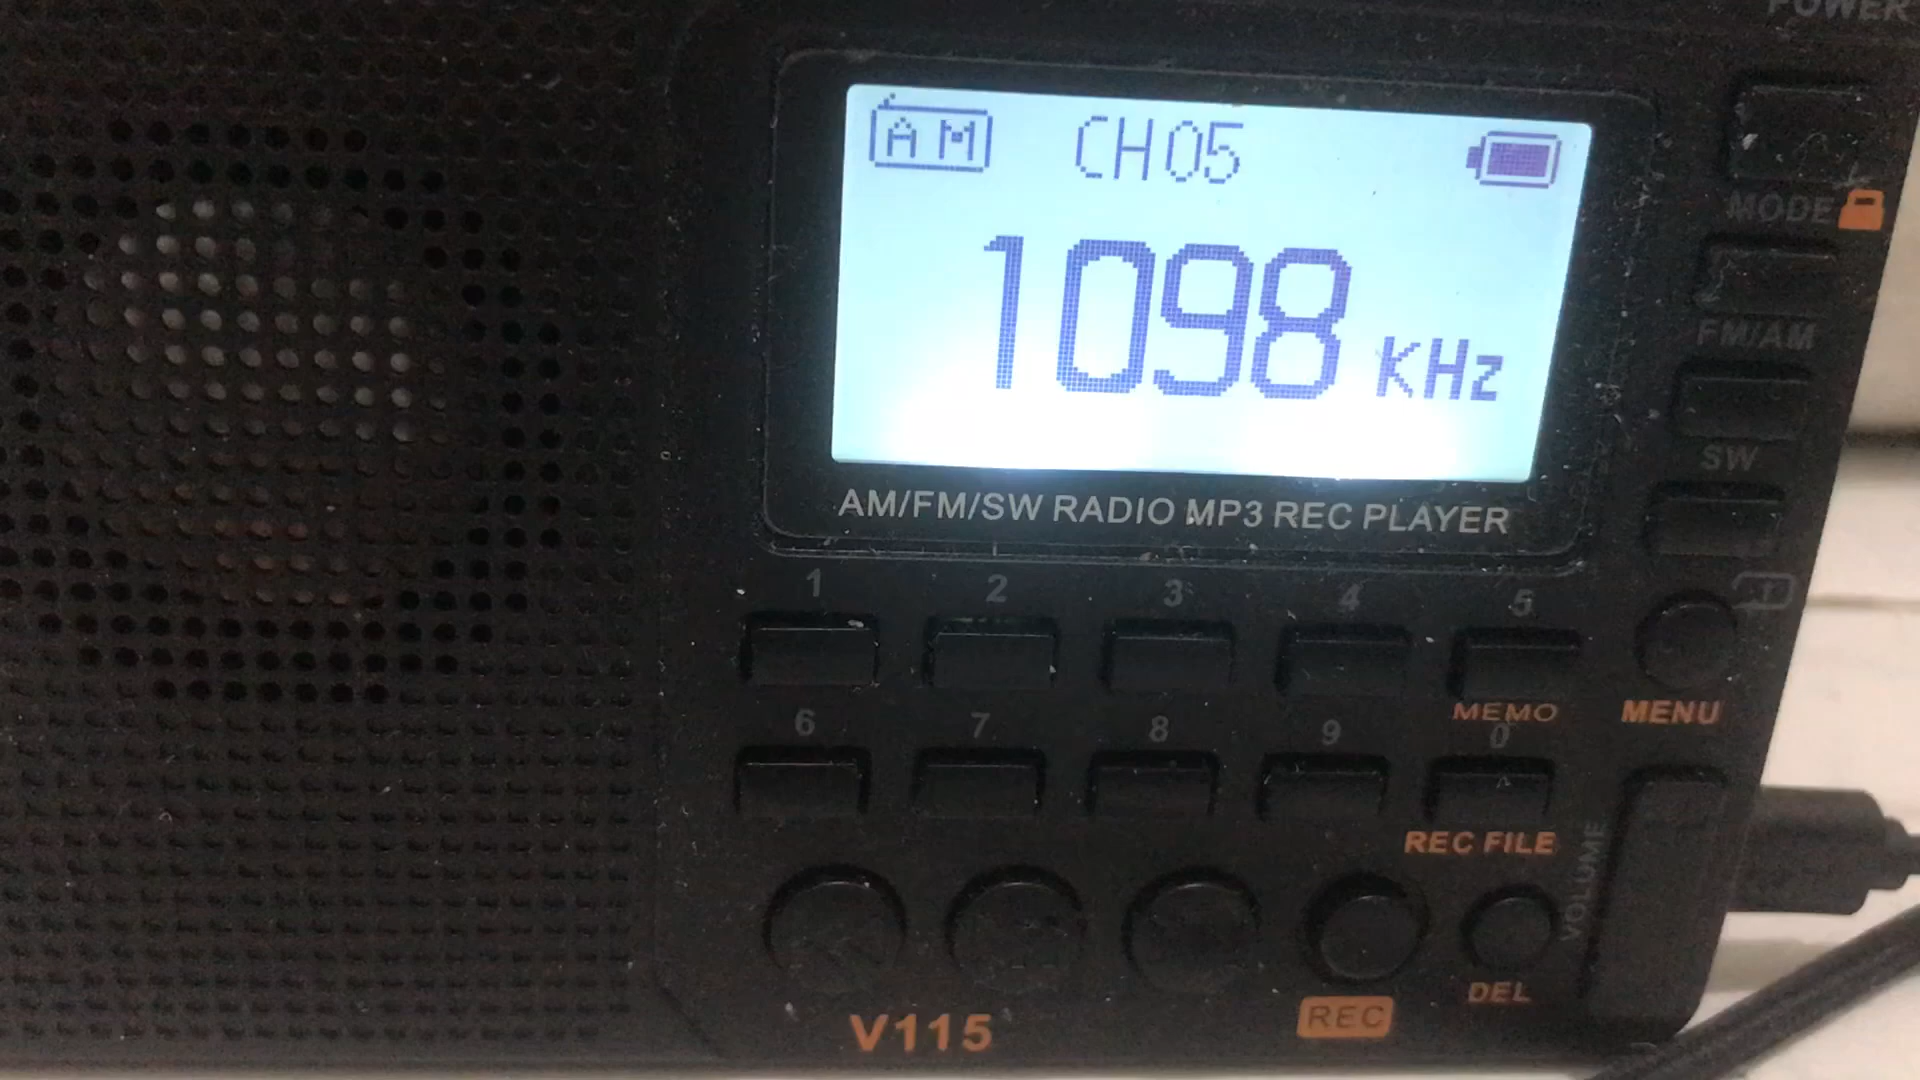 POWER
AM CH05
1098 KHz
MODE
FM/AM
SW
AM/FM/SW RADIO MP3 REC PLAYER
1 2 3 4 5
MEMO MENU
6 7 8 9 0
REC FILE
VOLUME
DEL
V115 REC